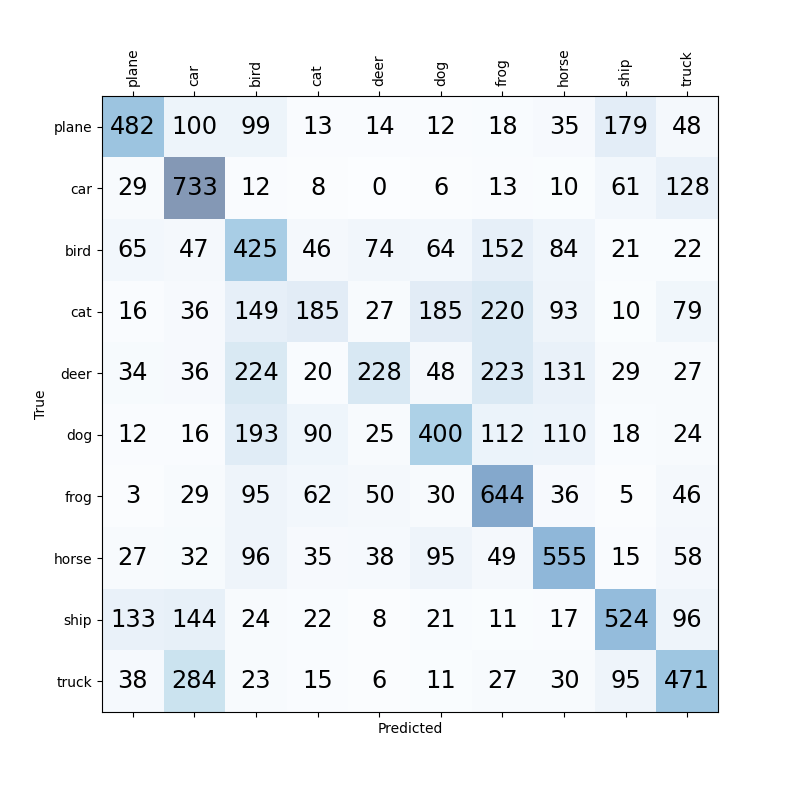 plane car bird cat deer dog frog horse ship truck
plane 482 100 99 13 14 12 18 35 179 48
car 29 733 12 8 0 6 13 10 61 128
bird 65 47 425 46 74 64 152 84 21 22
cat 16 36 149 185 27 185 220 93 10 79
deer 34 36 224 20 228 48 223 131 29 27
True
dog 12 16 193 90 25 400 112 110 18 24
frog 3 29 95 62 50 30 644 36 5 46
horse 27 32 96 35 38 95 49 555 15 58
ship 133 144 24 22 8 21 11 17 524 96
truck 38 284 23 15 6 11 27 30 95 471
Predicted